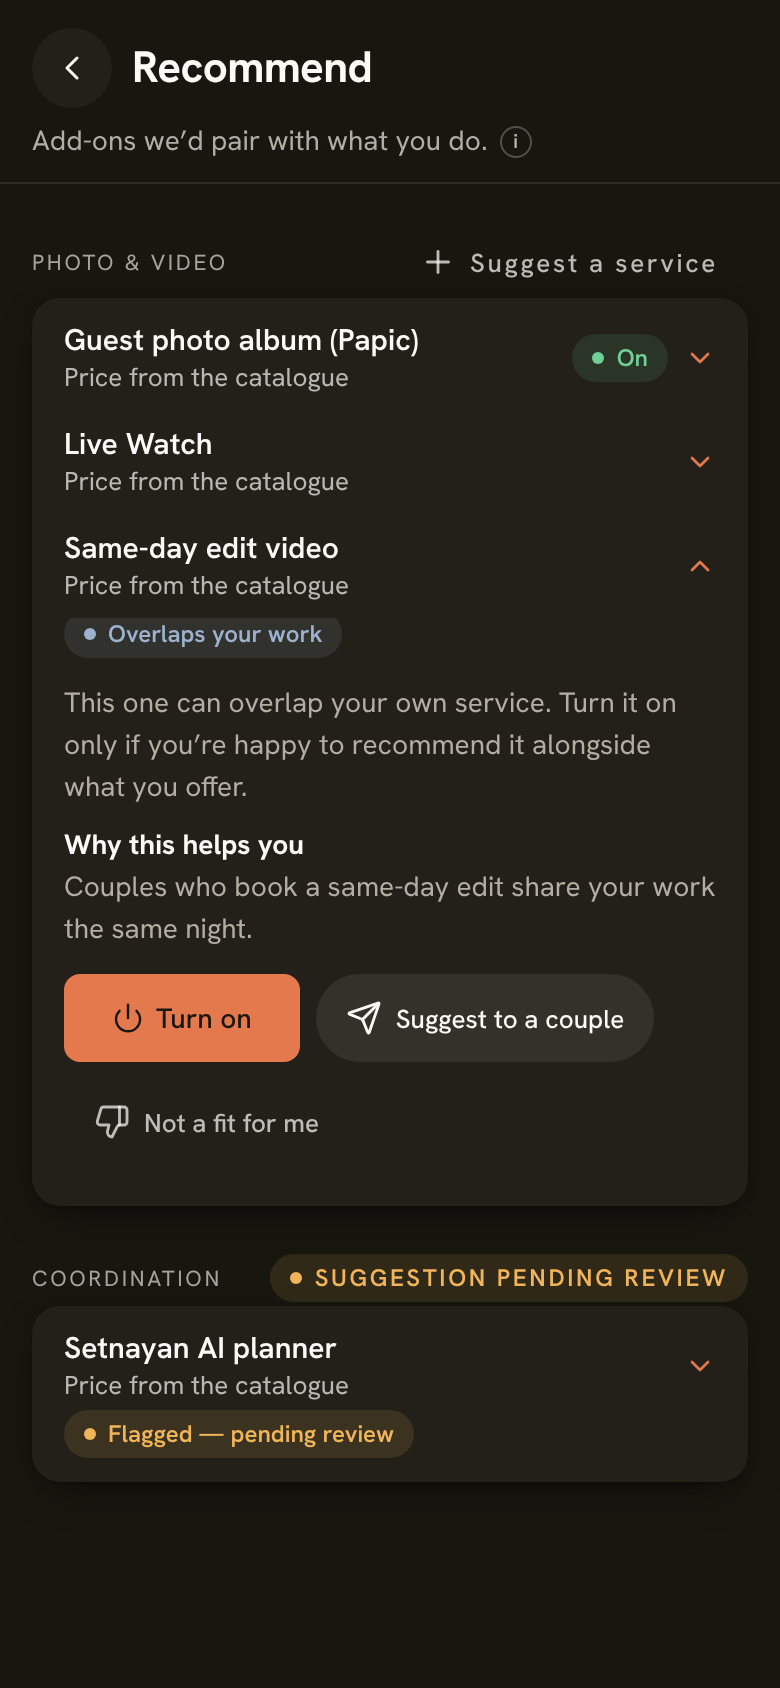 Recommend
Add-ons we’d pair with what you do.
i
PHOTO & VIDEO
Suggest a service
Guest photo album (Papic)
Price from the catalogue
On
Live Watch
Price from the catalogue
Same-day edit video
Price from the catalogue
Overlaps your work
This one can overlap your own service. Turn it on
only if you’re happy to recommend it alongside
what you offer.
Why this helps you
Couples who book a same-day edit share your work
the same night.
Turn on
Suggest to a couple
Not a fit for me
COORDINATION
SUGGESTION PENDING REVIEW
Setnayan AI planner
Price from the catalogue
Flagged — pending review